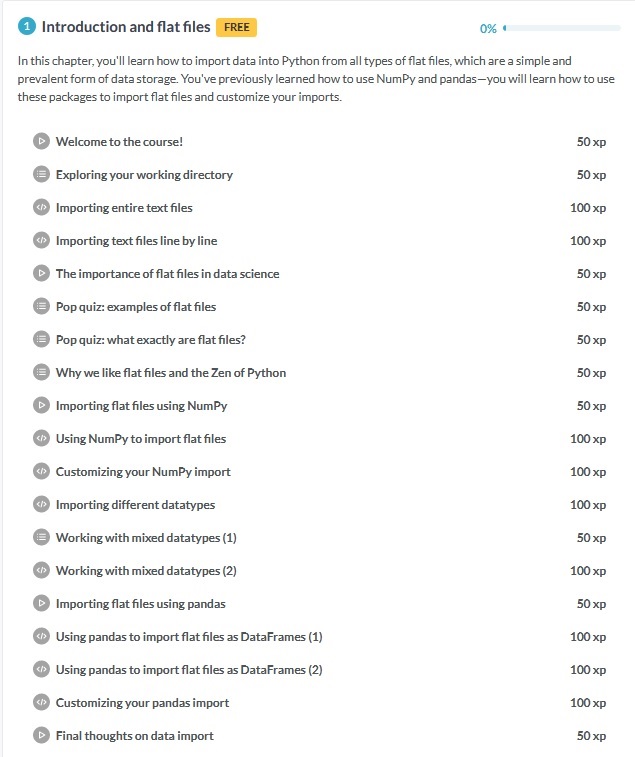 1 Introduction and flat files FREE 0%
In this chapter, you'll learn how to import data into Python from all types of flat files, which are a simple and
prevalent form of data storage. You've previously learned how to use NumPy and pandas—you will learn how to use
these packages to import flat files and customize your imports.
Welcome to the course! 50 xp
Exploring your working directory 50 xp
Importing entire text files 100 xp
Importing text files line by line 100 xp
The importance of flat files in data science 50 xp
Pop quiz: examples of flat files 50 xp
Pop quiz: what exactly are flat files? 50 xp
Why we like flat files and the Zen of Python 50 xp
Importing flat files using NumPy 50 xp
Using NumPy to import flat files 100 xp
Customizing your NumPy import 100 xp
Importing different datatypes 100 xp
Working with mixed datatypes (1) 50 xp
Working with mixed datatypes (2) 100 xp
Importing flat files using pandas 50 xp
Using pandas to import flat files as DataFrames (1) 100 xp
Using pandas to import flat files as DataFrames (2) 100 xp
Customizing your pandas import 100 xp
Final thoughts on data import 50 xp